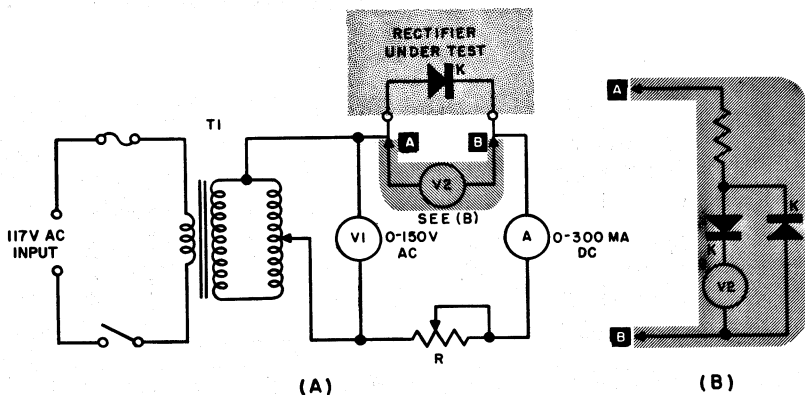 RECTIFIER
UNDER TEST
K
T1
A
B
V2
SEE (B)
117V AC
INPUT
V1
0-150V
AC
A
0-300 MA
DC
R
(A)
A
K
K
V2
B
(B)